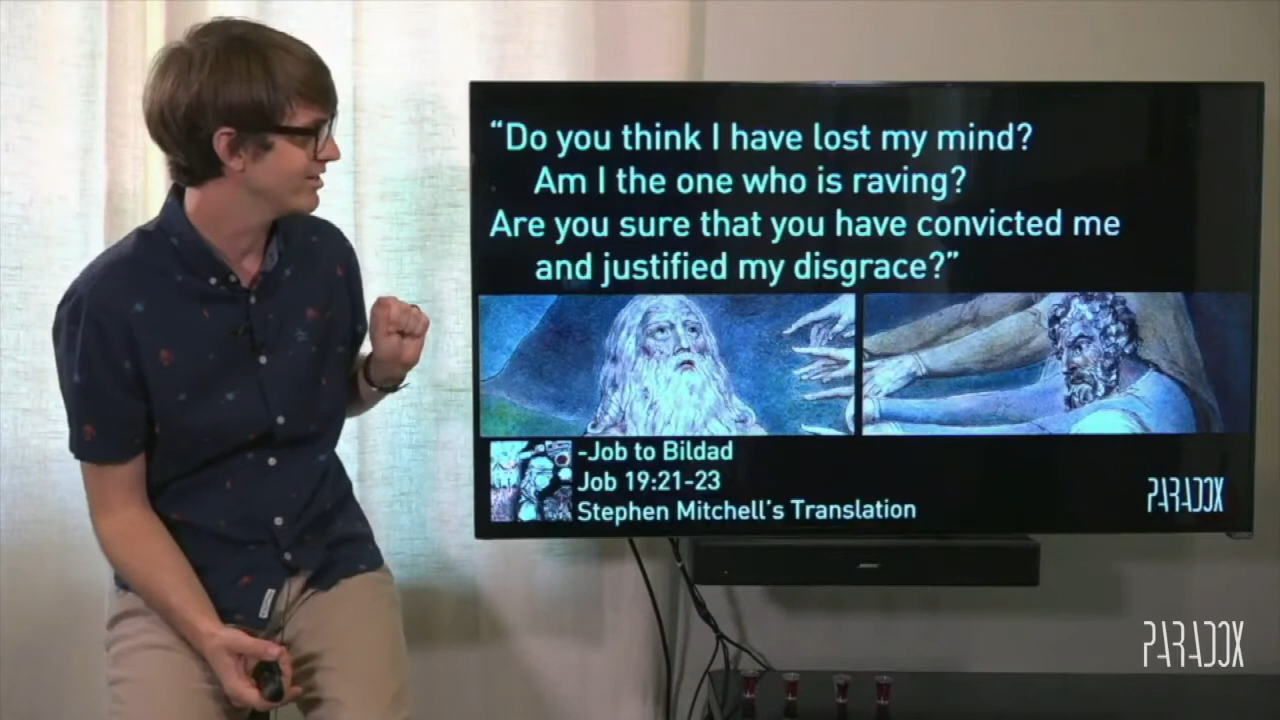 “Do you think I have lost my mind?
Am I the one who is raving?
Are you sure that you have convicted me
and justified my disgrace?”
-Job to Bildad
Job 19:21-23
Stephen Mitchell's Translation
PARADOX
BOSE
PARADOX